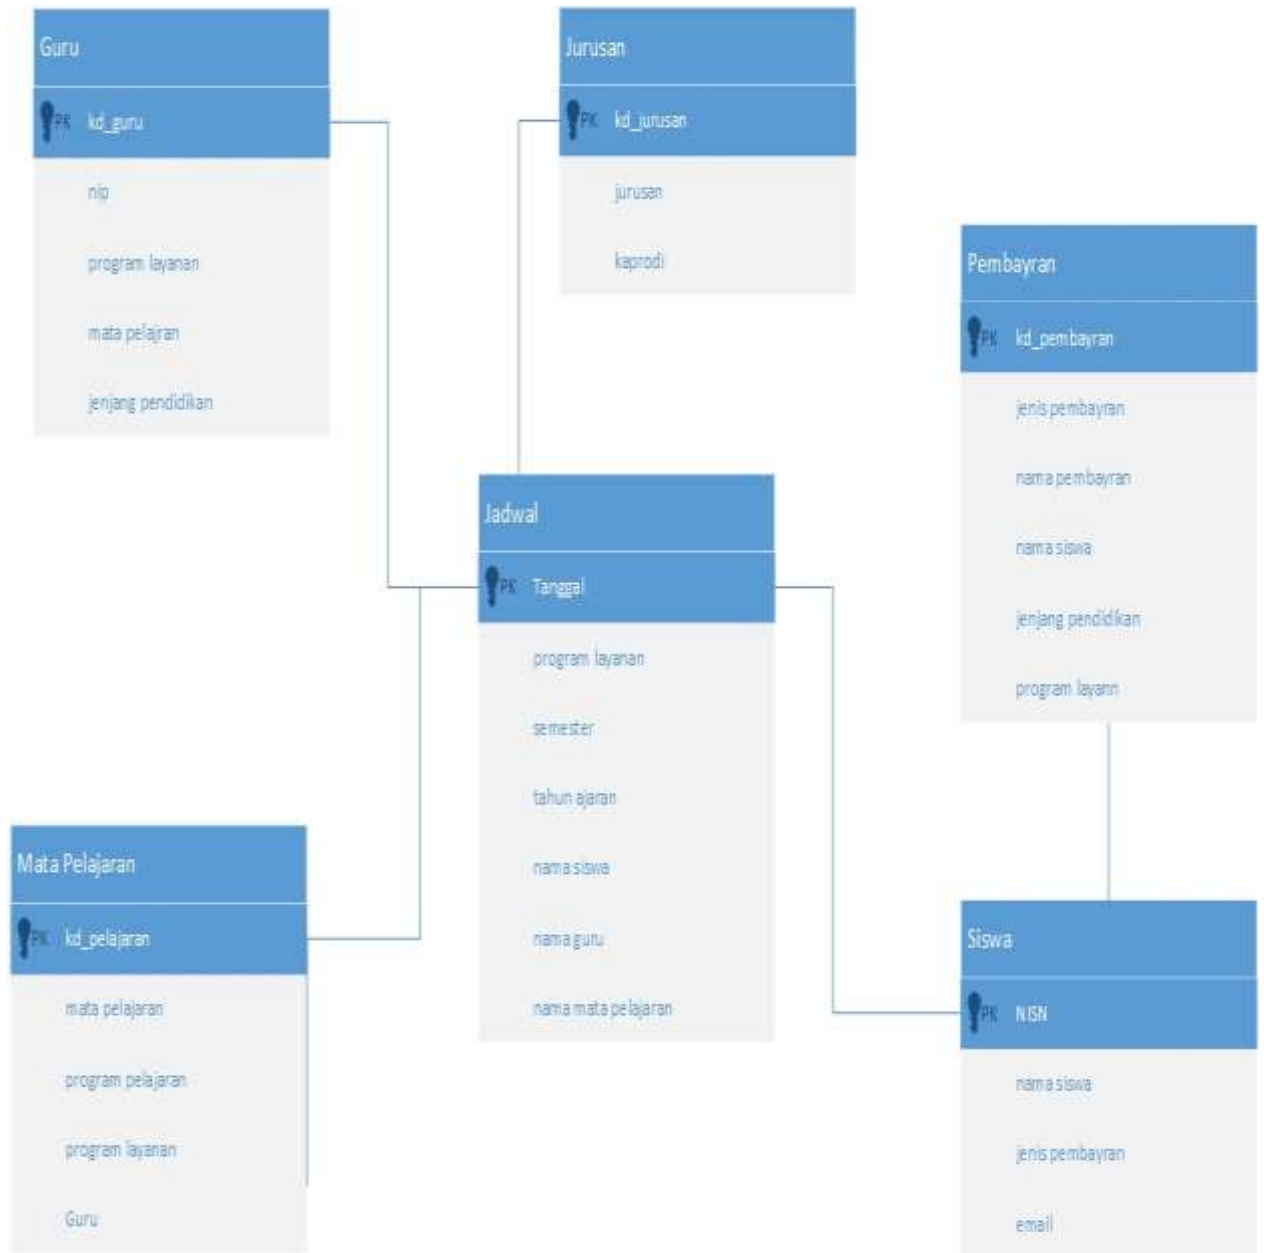 Guru
PK kd_guru
nip
program layanan
mata pelajran
jenjang pendidikan
Jurusan
PK kd_jurusan
jurusan
kaprodi
Pembayran
PK kd_pembayran
jenis pembayran
nama pembayran
nama siswa
jenjang pendidikan
program layann
Jadwal
PK Tanggal
program layanan
semester
tahun ajaran
nama siswa
nama guru
nama mata pelajaran
Mata Pelajaran
PK kd_pelajaran
mata pelajaran
program pelajaran
program layanan
Guru
Siswa
PK NISN
nama siswa
jenis pembayran
email